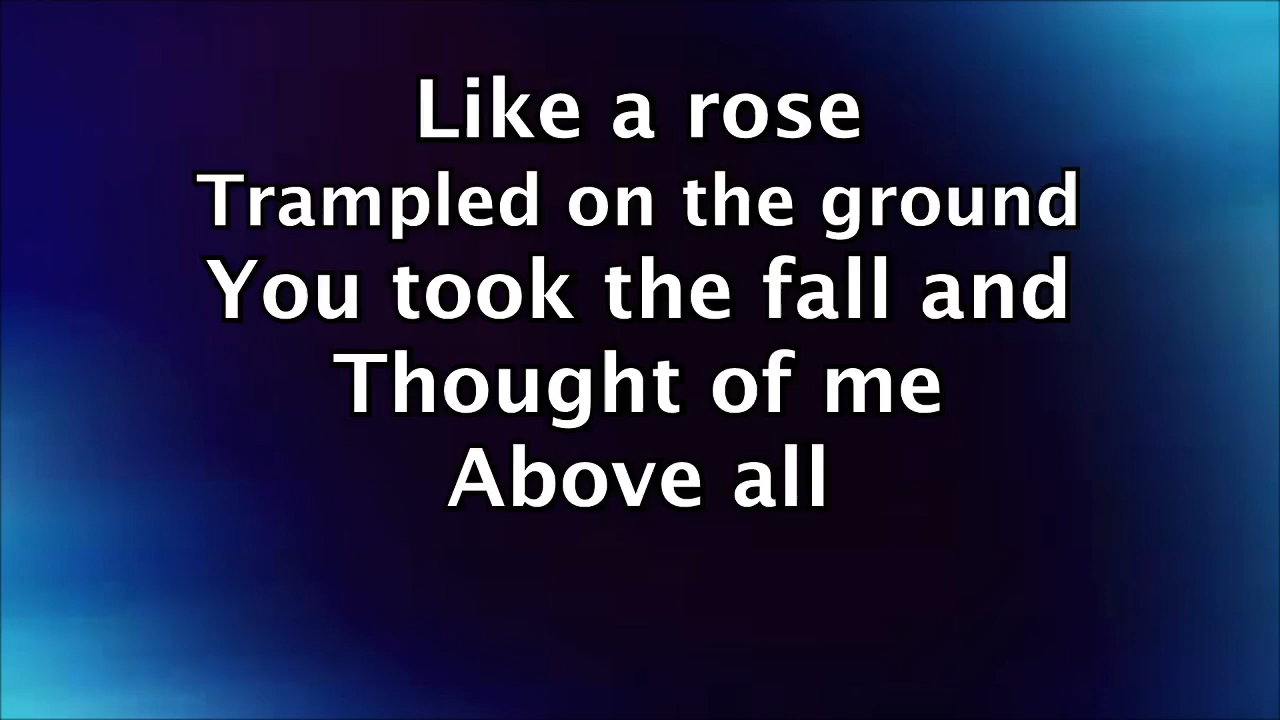 Like a rose
Trampled on the ground
You took the fall and
Thought of me
Above all